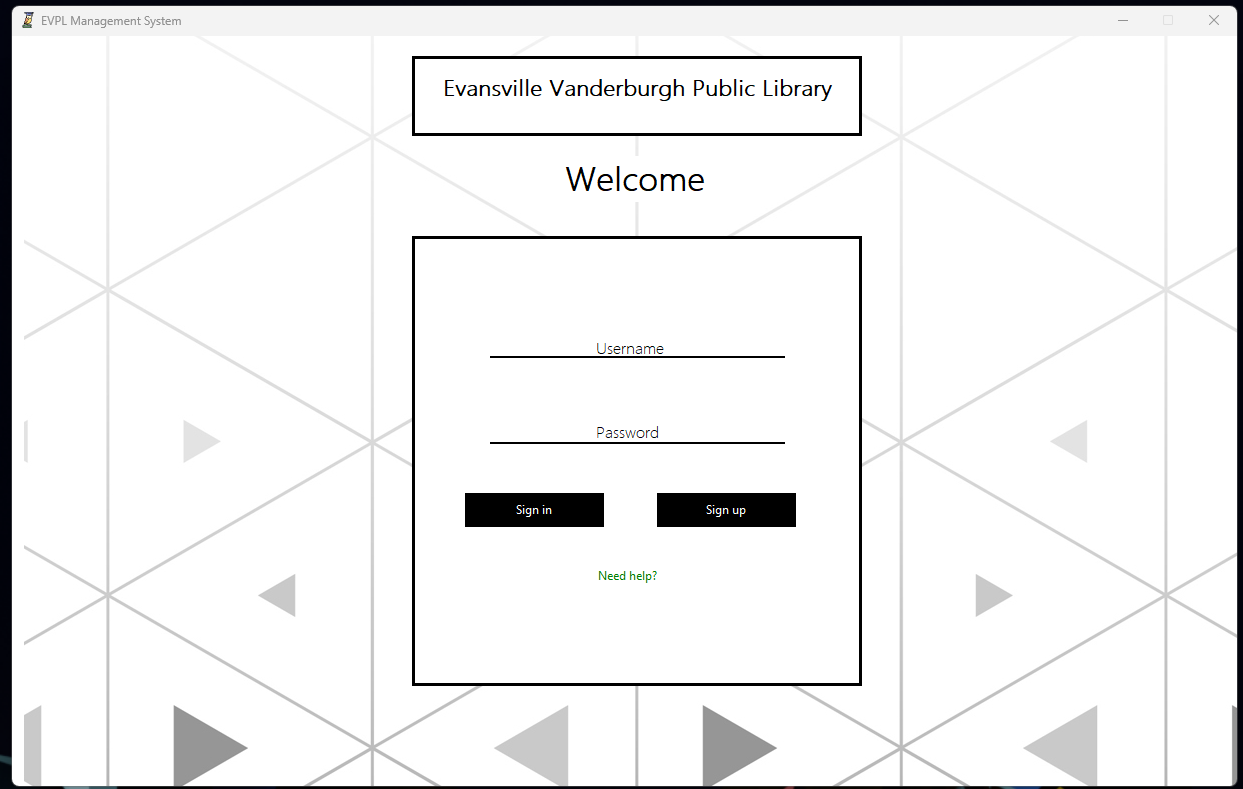 EVPL Management System
Evansville Vanderburgh Public Library
Welcome
Username
Password
Sign in
Sign up
Need help?